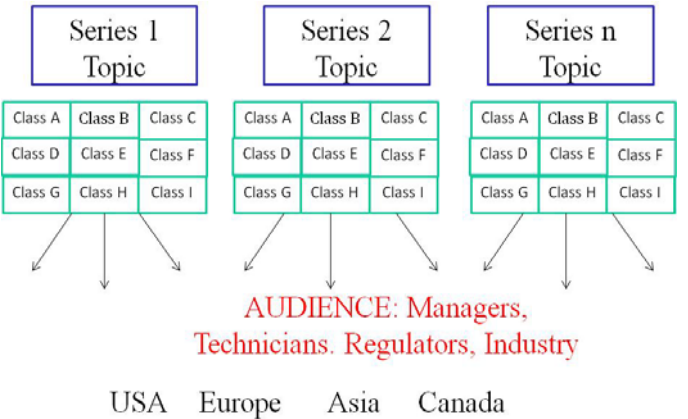 Series 1
Topic
Series 2
Topic
Series n
Topic
Class A Class B Class C
Class D Class E Class F
Class G Class H Class I
Class A Class B Class C
Class D Class E Class F
Class G Class H Class I
Class A Class B Class C
Class D Class E Class F
Class G Class H Class I
AUDIENCE: Managers,
Technicians. Regulators, Industry
USA Europe Asia Canada